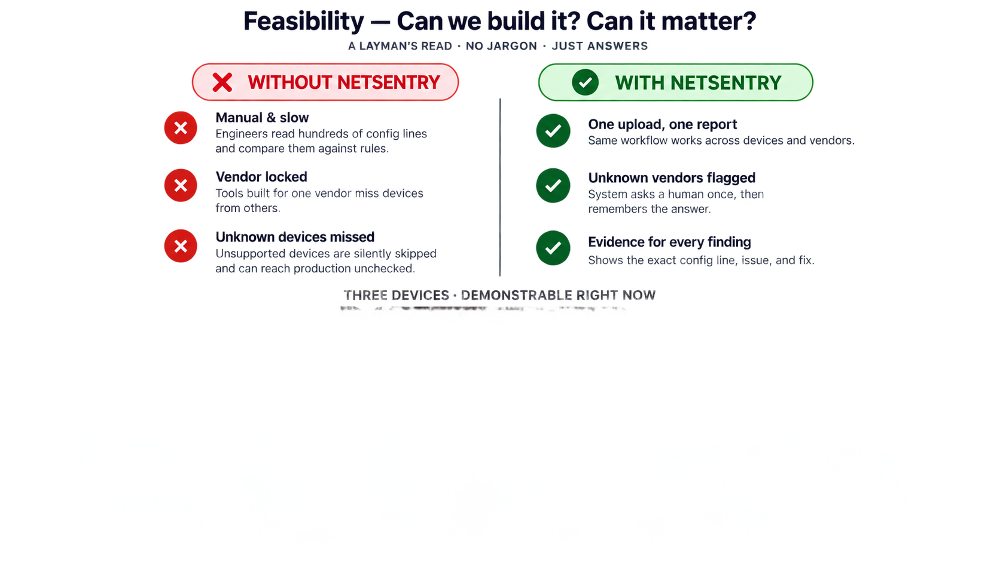 Feasibility — Can we build it? Can it matter?
A LAYMAN'S READ · NO JARGON · JUST ANSWERS
WITHOUT NETSENTRY
Manual & slow
Engineers read hundreds of config lines
and compare them against rules.
Vendor locked
Tools built for one vendor miss devices
from others.
Unknown devices missed
Unsupported devices are silently skipped
and can reach production unchecked.
WITH NETSENTRY
One upload, one report
Same workflow works across devices and vendors.
Unknown vendors flagged
System asks a human once, then
remembers the answer.
Evidence for every finding
Shows the exact config line, issue, and fix.
THREE DEVICES · DEMONSTRABLE RIGHT NOW